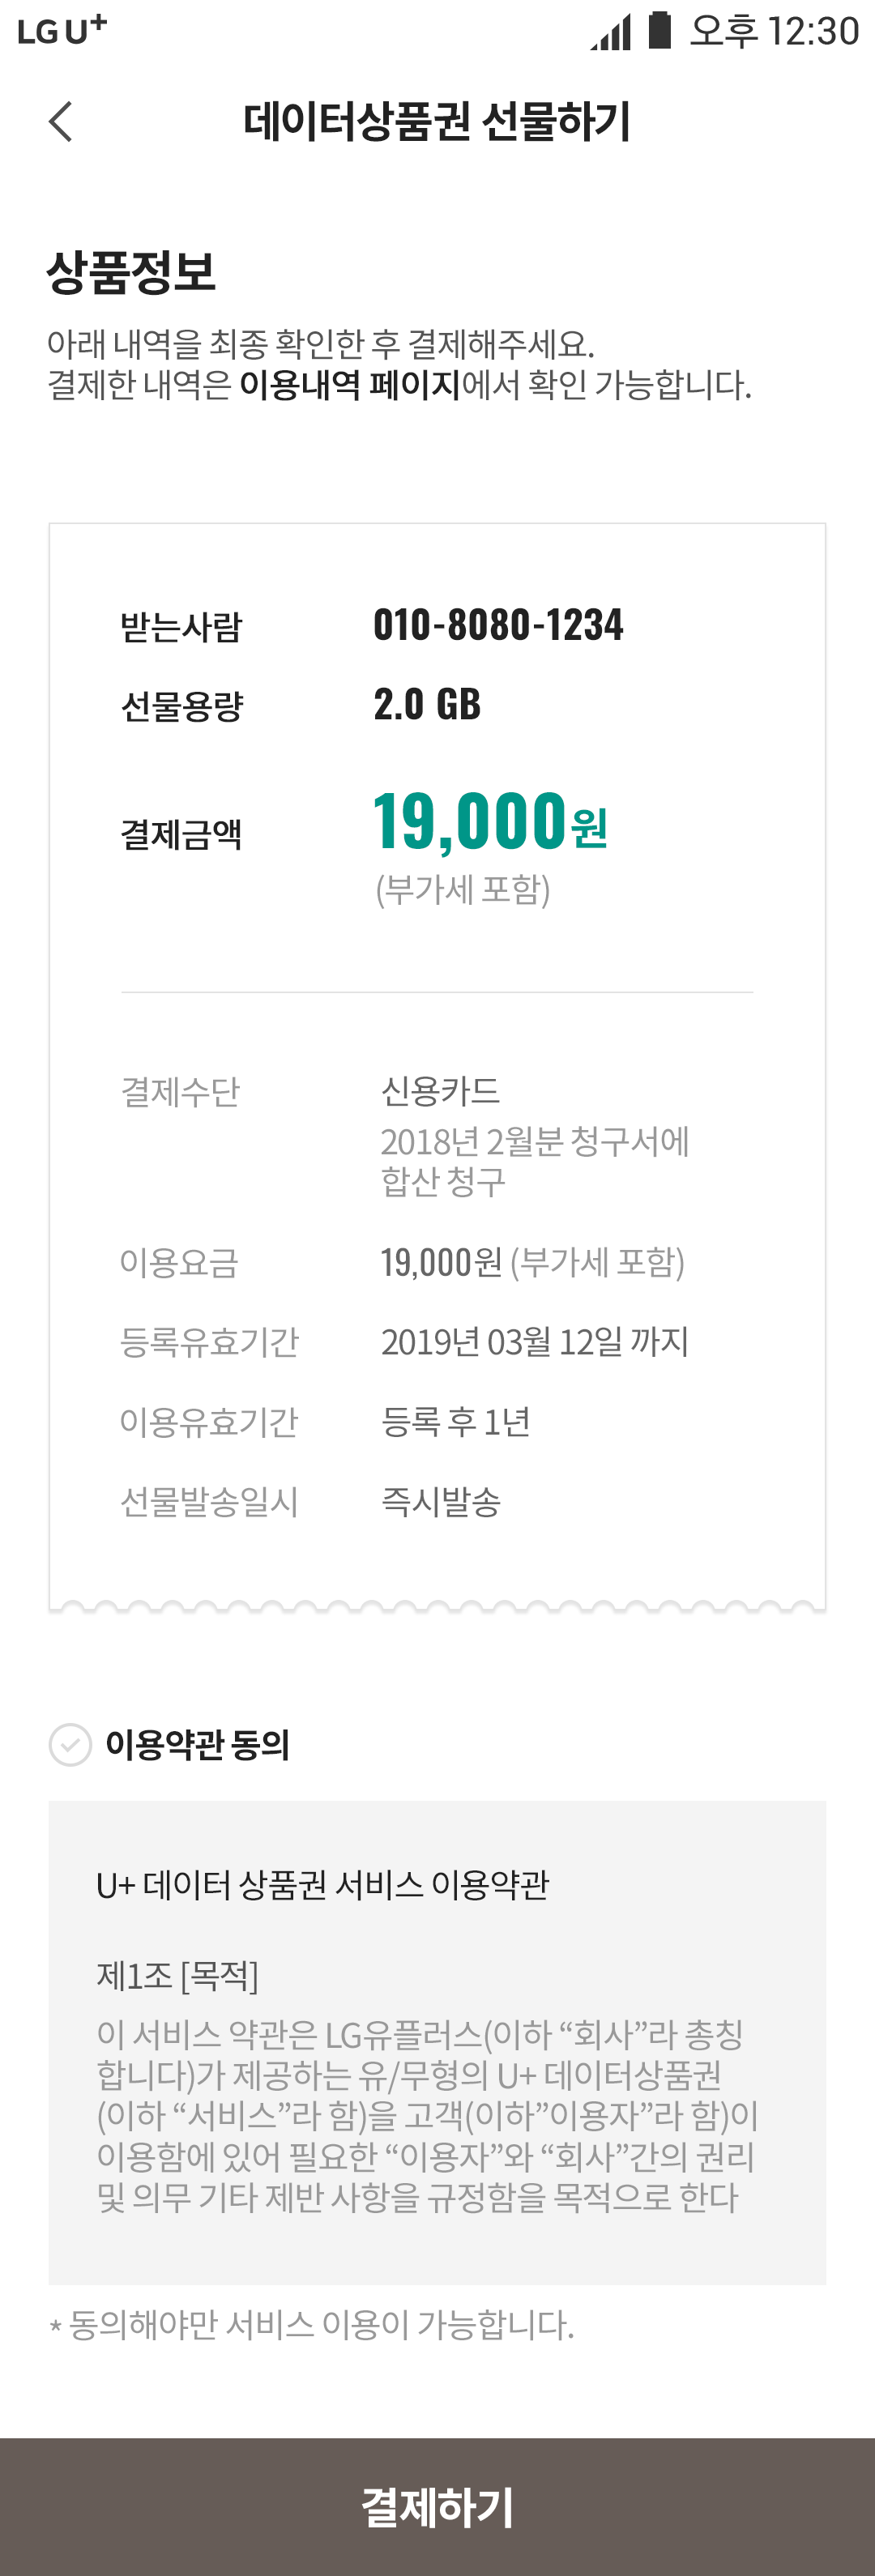 LG U+ 오후 12:30
데이터상품권 선물하기
상품정보
아래 내역을 최종 확인한 후 결제해주세요.
결제한 내역은 이용내역 페이지에서 확인 가능합니다.
받는사람 010-8080-1234
선물용량 2.0 GB
결제금액 19,000원
(부가세 포함)
결제수단 신용카드
2018년 2월분 청구서에
합산 청구
이용요금 19,000원 (부가세 포함)
등록유효기간 2019년 03월 12일 까지
이용유효기간 등록 후 1년
선물발송일시 즉시발송
이용약관 동의
U+ 데이터 상품권 서비스 이용약관
제1조 [목적]
이 서비스 약관은 LG유플러스(이하 “회사”라 총칭
합니다)가 제공하는 유/무형의 U+ 데이터상품권
(이하 “서비스”라 함)을 고객(이하”이용자”라 함)이
이용함에 있어 필요한 “이용자”와 “회사”간의 권리
및 의무 기타 제반 사항을 규정함을 목적으로 한다
* 동의해야만 서비스 이용이 가능합니다.
결제하기